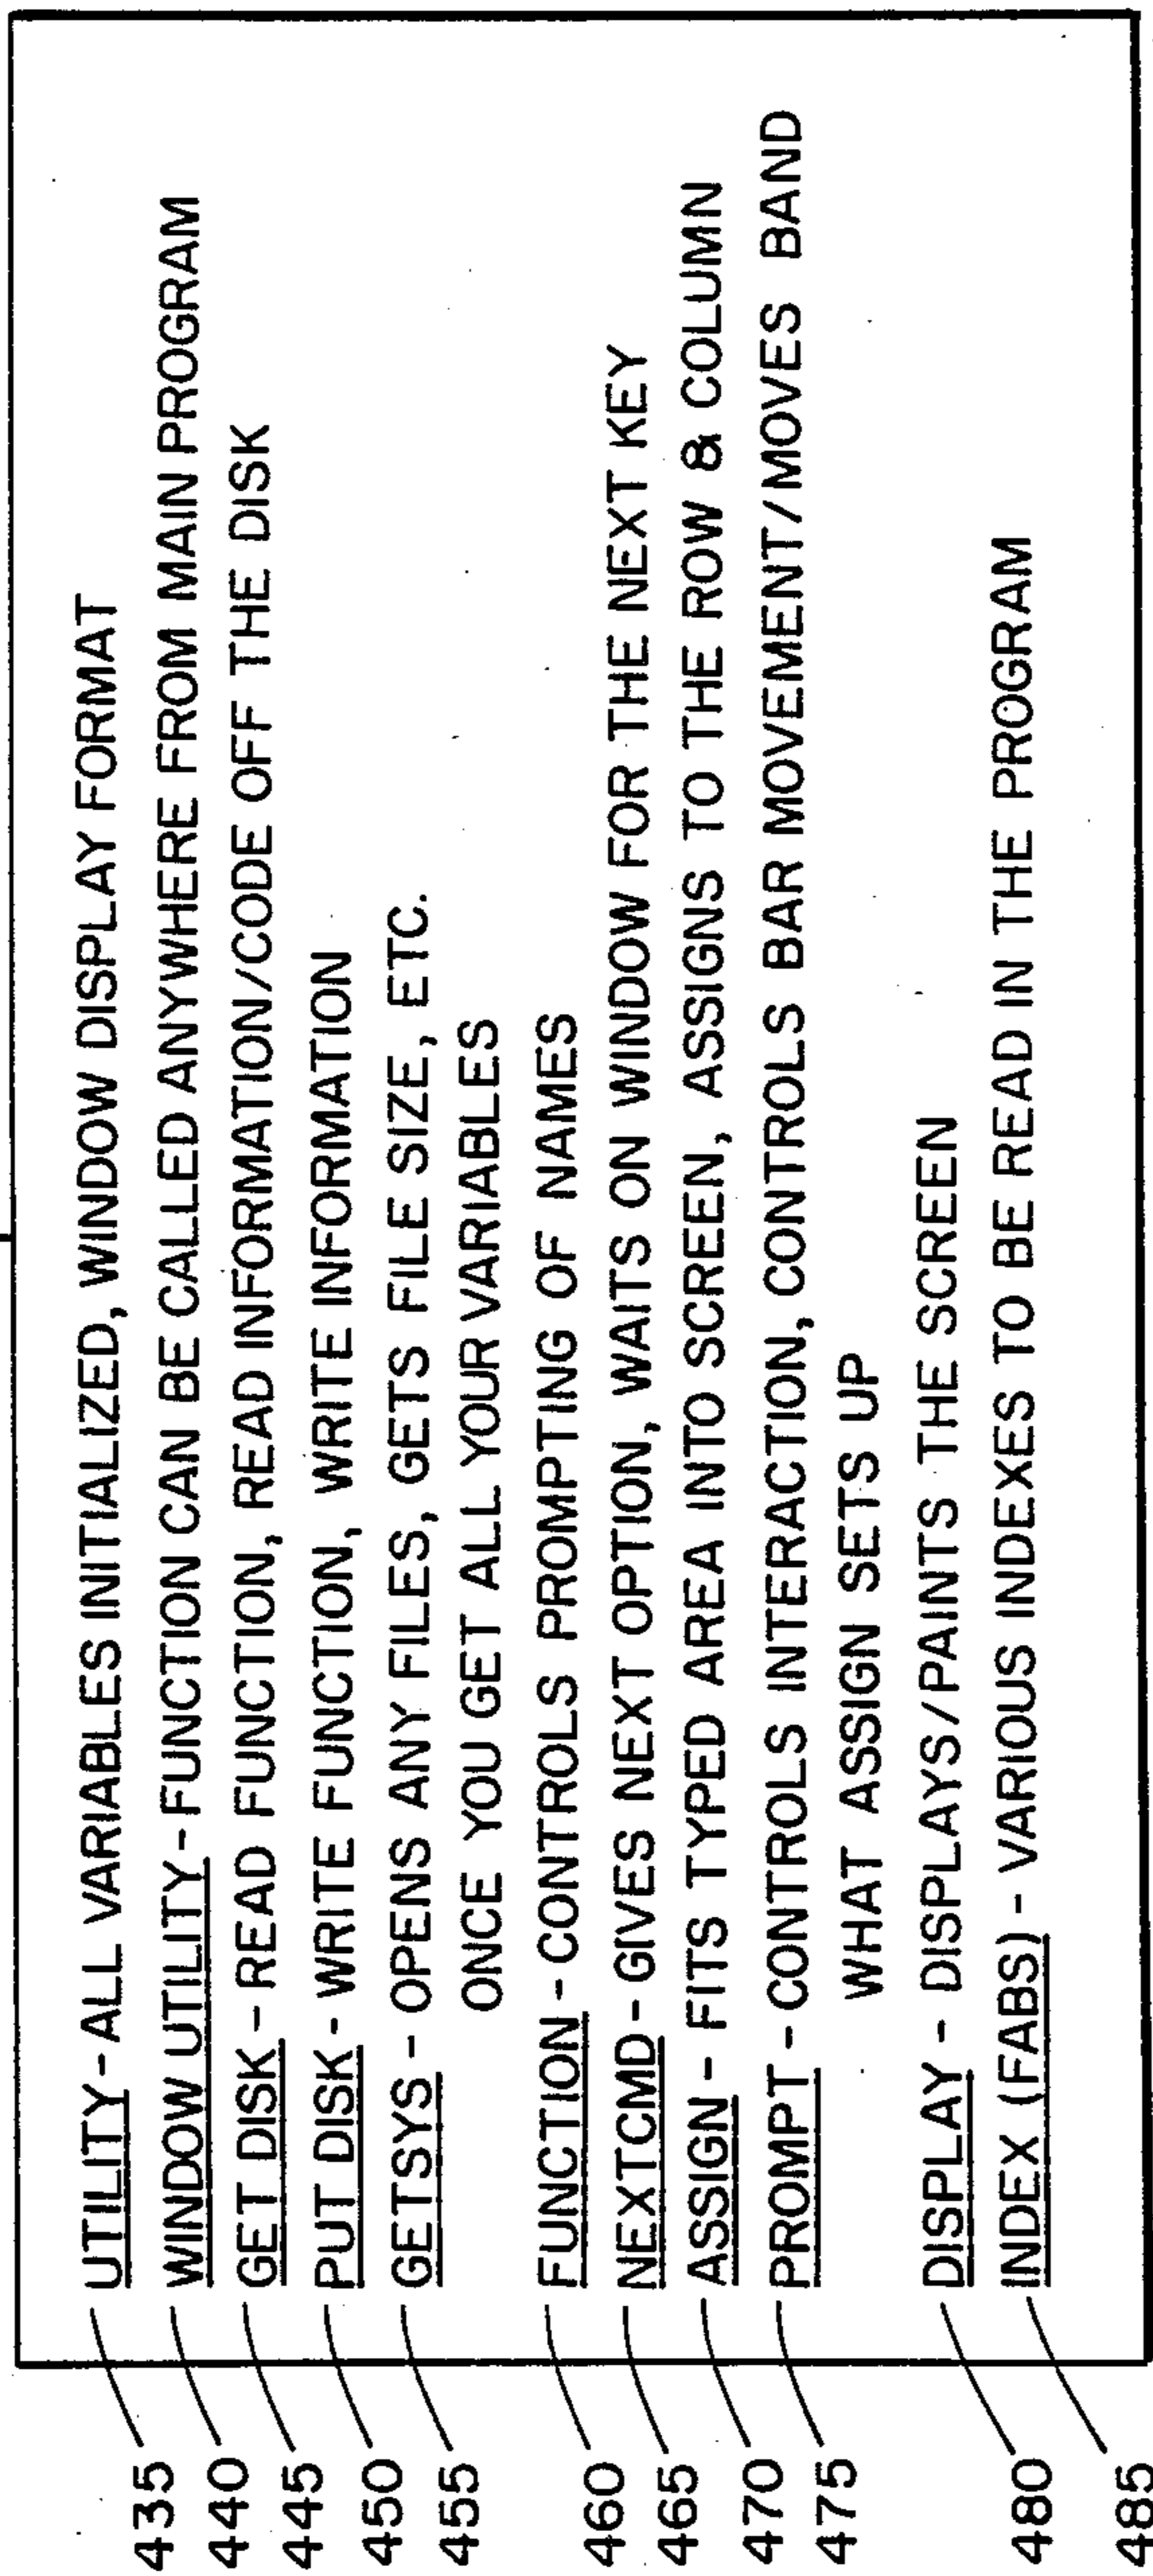 435 UTILITY - ALL VARIABLES INITIALIZED, WINDOW DISPLAY FORMAT
440 WINDOW UTILITY - FUNCTION CAN BE CALLED ANYWHERE FROM MAIN PROGRAM
445 GET DISK - READ FUNCTION, READ INFORMATION/CODE OFF THE DISK
450 PUT DISK - WRITE FUNCTION, WRITE INFORMATION
455 GETSYS - OPENS ANY FILES, GETS FILE SIZE, ETC.
ONCE YOU GET ALL YOUR VARIABLES
460 FUNCTION - CONTROLS PROMPTING OF NAMES
465 NEXTCMD - GIVES NEXT OPTION, WAITS ON WINDOW FOR THE NEXT KEY
470 ASSIGN - FITS TYPED AREA INTO SCREEN, ASSIGNS TO THE ROW & COLUMN
475 PROMPT - CONTROLS INTERACTION, CONTROLS BAR MOVEMENT/MOVES BAND
WHAT ASSIGN SETS UP
480 DISPLAY - DISPLAYS/PAINTS THE SCREEN
485 INDEX (FABS) - VARIOUS INDEXES TO BE READ IN THE PROGRAM